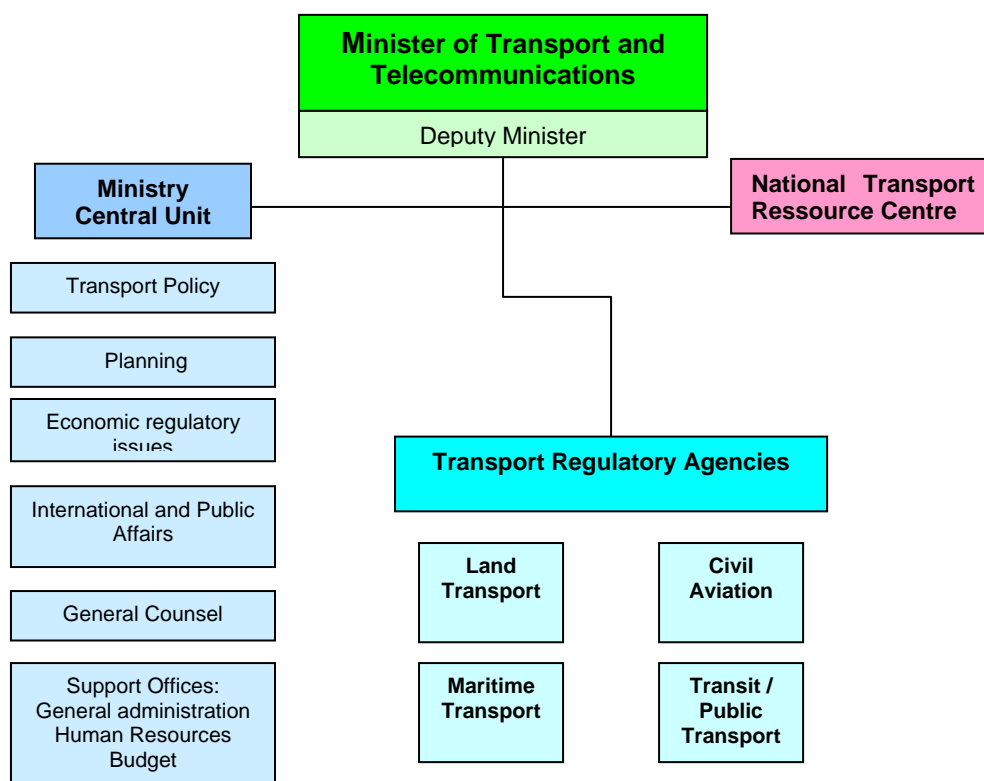 Minister of Transport and
Telecommunications
Deputy Minister
Ministry
Central Unit
National Transport
Ressource Centre
Transport Policy
Planning
Economic regulatory
issues
International and Public
Affairs
General Counsel
Support Offices:
General administration
Human Resources
Budget
Transport Regulatory Agencies
Land
Transport
Civil
Aviation
Maritime
Transport
Transit /
Public
Transport